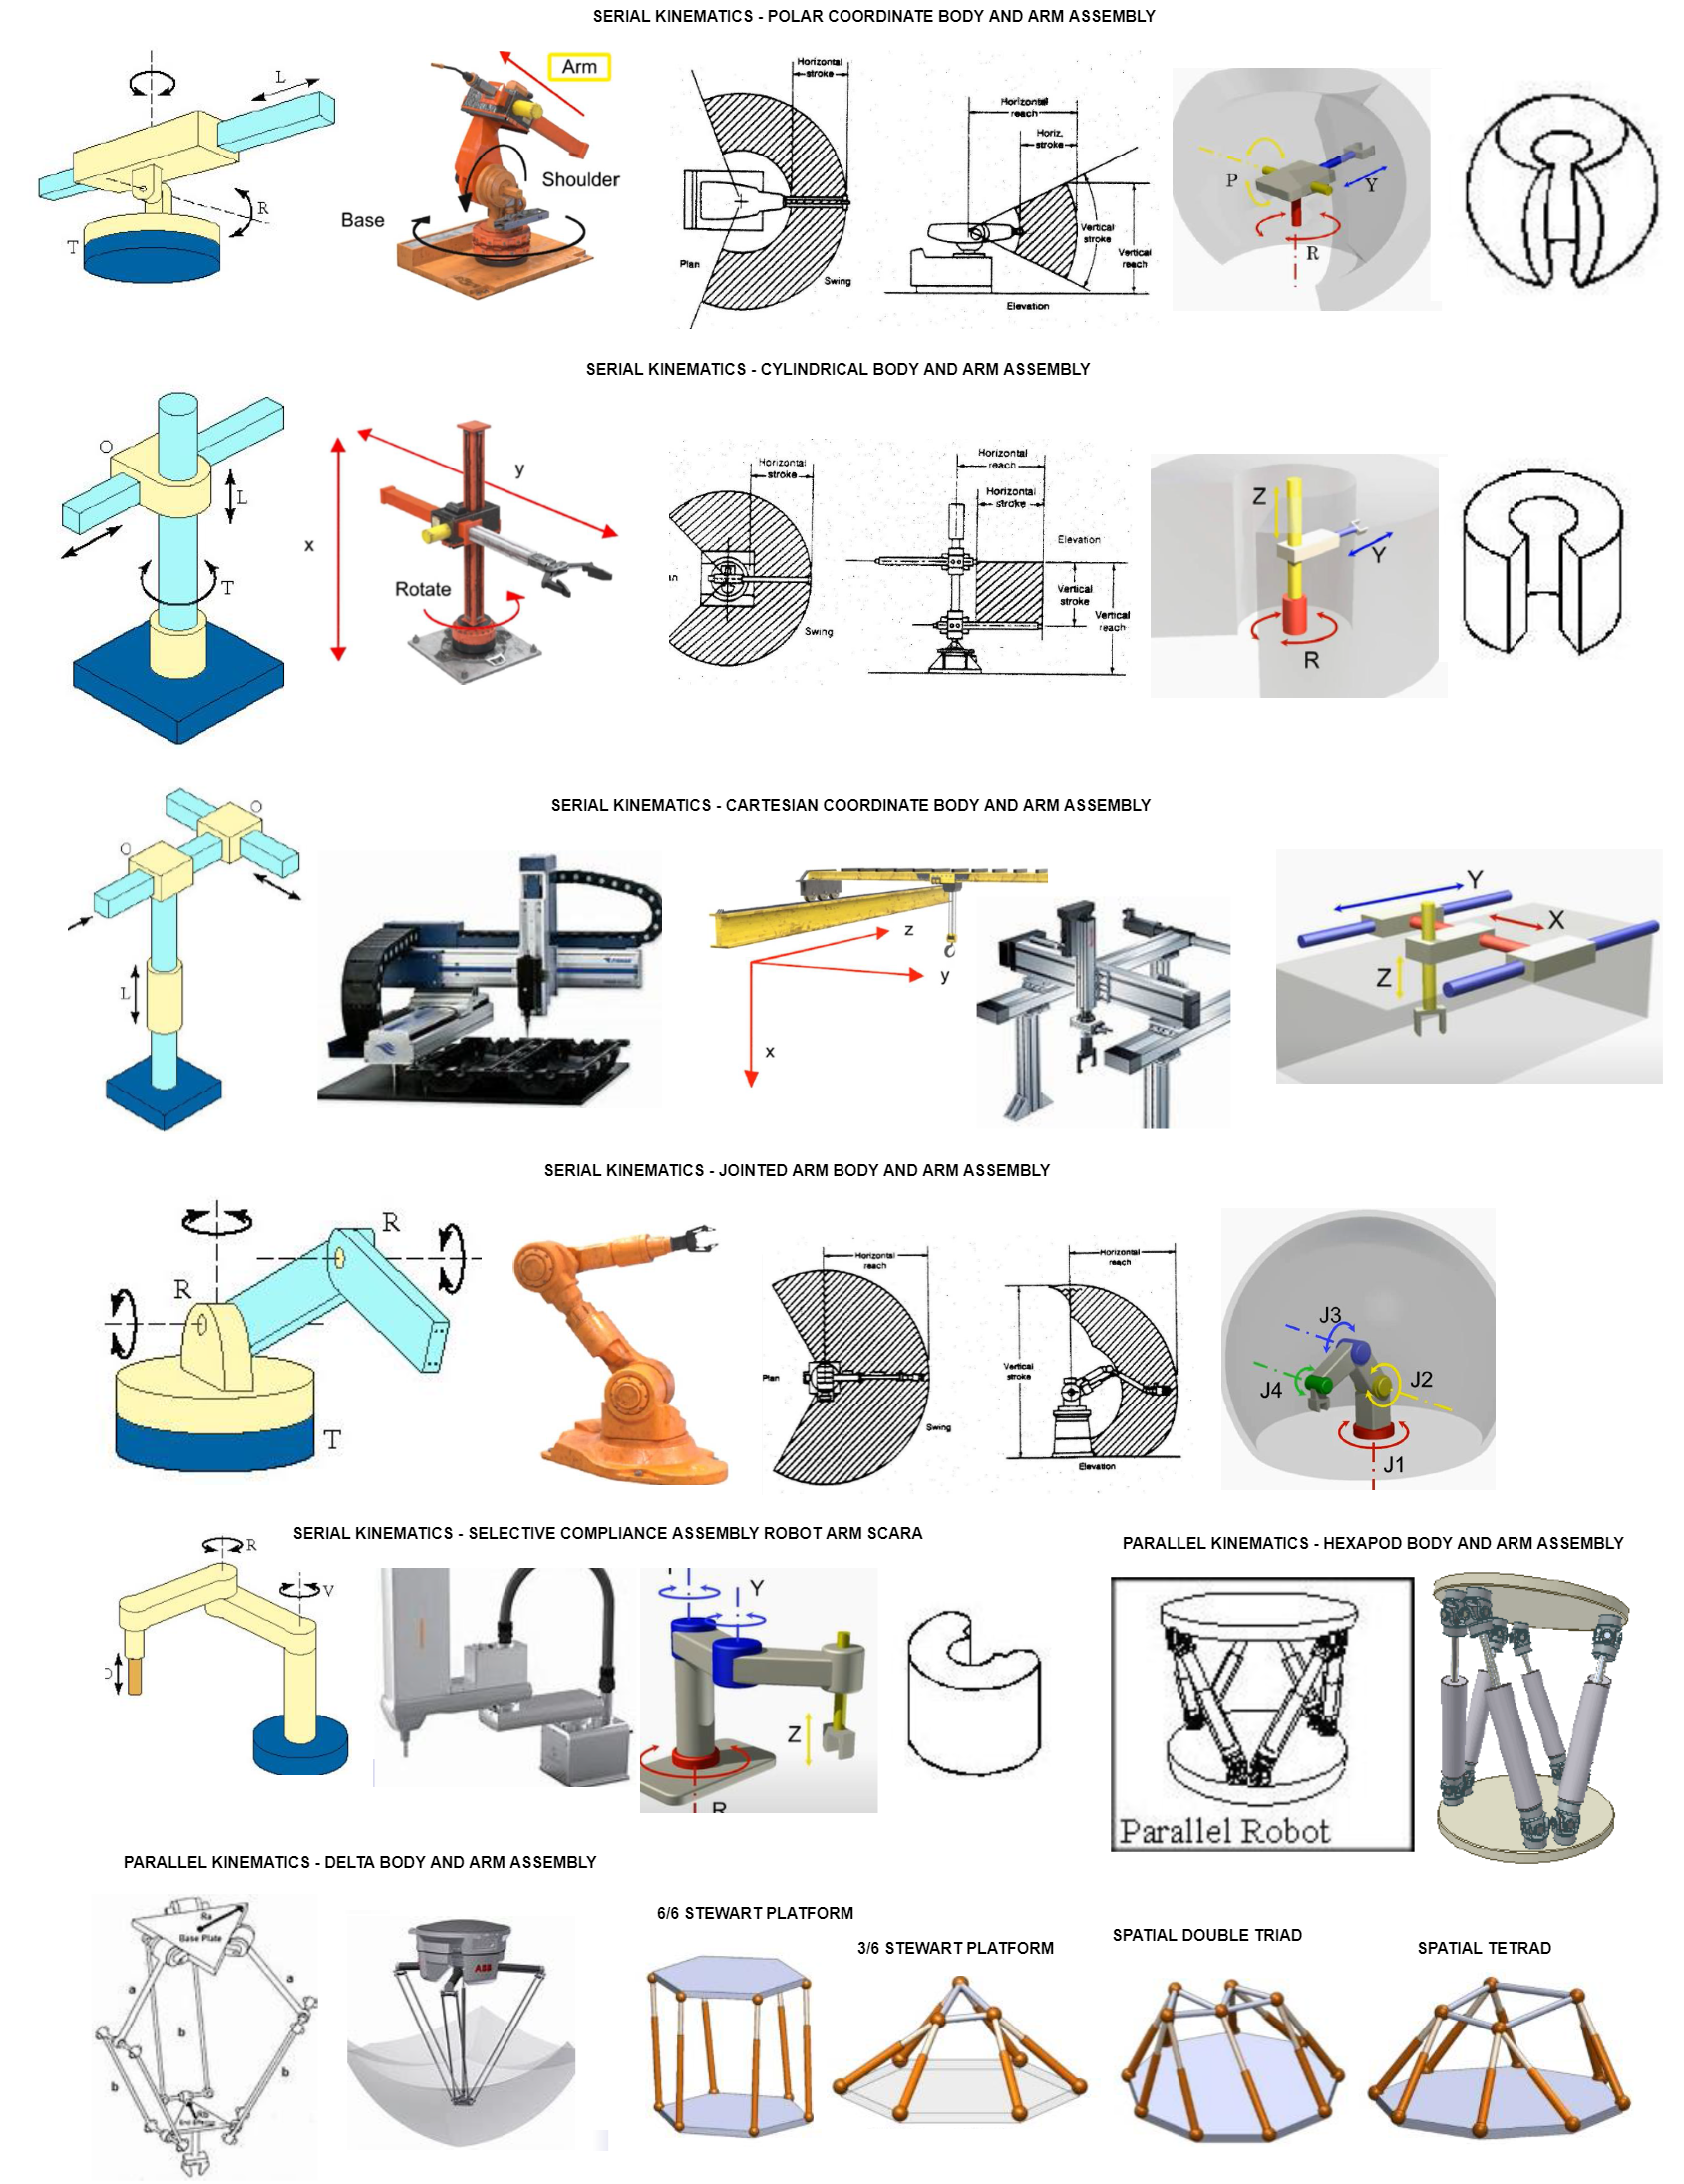 SERIAL KINEMATICS - POLAR COORDINATE BODY AND ARM ASSEMBLY
L
R
T
Arm
Shoulder
Base
Horizontal
stroke
Plan
Swing
Horizontal
reach
Horiz.
stroke
Vertical
stroke
Vertical
reach
Elevation
P
Y
R
SERIAL KINEMATICS - CYLINDRICAL BODY AND ARM ASSEMBLY
O
L
T
x
y
Rotate
Horizontal
stroke
Swing
Horizontal
reach
Horizontal
stroke
Elevation
Vertical
stroke
Vertical
reach
Z
Y
R
SERIAL KINEMATICS - CARTESIAN COORDINATE BODY AND ARM ASSEMBLY
O
O
L
z
y
x
Y
X
Z
SERIAL KINEMATICS - JOINTED ARM BODY AND ARM ASSEMBLY
R
R
T
Horizontal
reach
Plan
Swing
Horizontal
reach
Vertical
stroke
Elevation
J3
J4
J2
J1
SERIAL KINEMATICS - SELECTIVE COMPLIANCE ASSEMBLY ROBOT ARM SCARA
R
V
Y
Z
R
PARALLEL KINEMATICS - HEXAPOD BODY AND ARM ASSEMBLY
Parallel Robot
PARALLEL KINEMATICS - DELTA BODY AND ARM ASSEMBLY
Ra
Base Plate
a
a
b
b
b
ABB
6/6 STEWART PLATFORM
3/6 STEWART PLATFORM
SPATIAL DOUBLE TRIAD
SPATIAL TETRAD